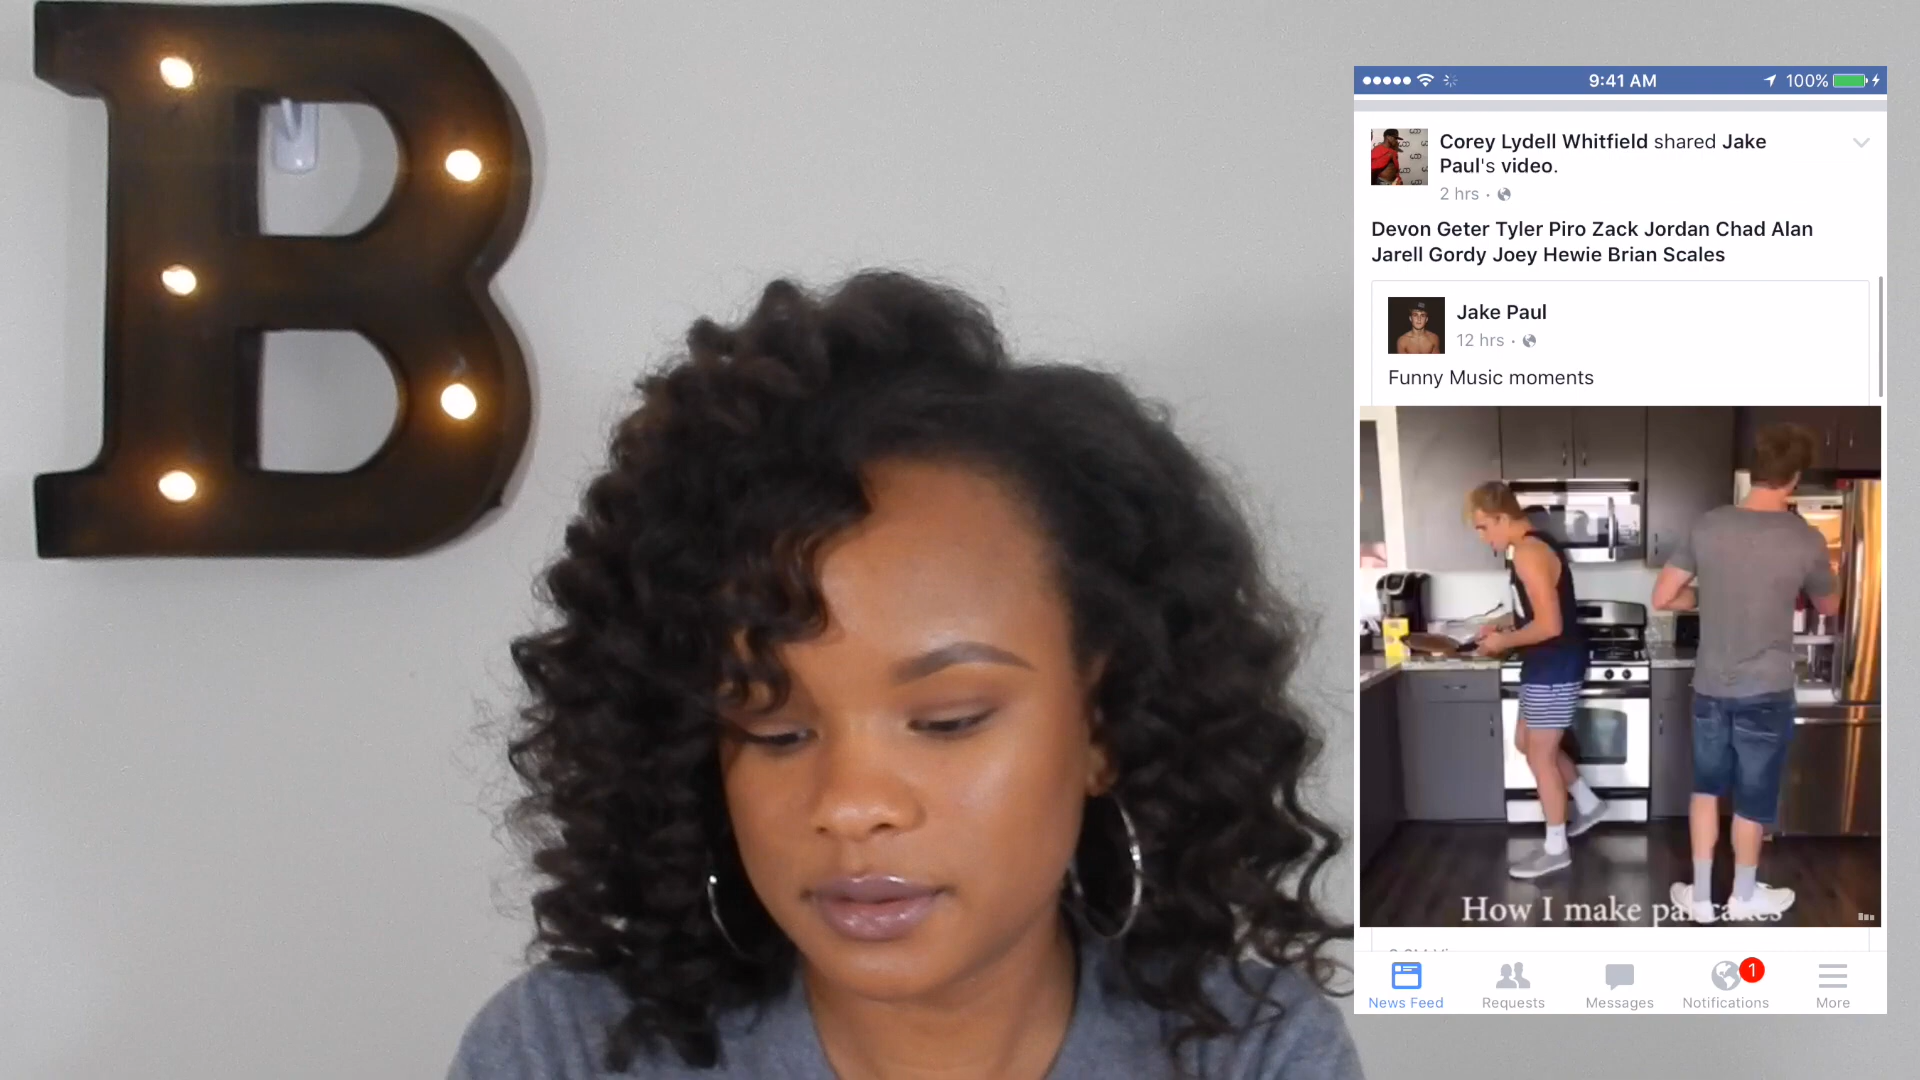 B
9:41 AM
100%
Corey Lydell Whitfield shared Jake
Paul's video.
2 hrs
Devon Geter Tyler Piro Zack Jordan Chad Alan
Jarell Gordy Joey Hewie Brian Scales
Jake Paul
12 hrs
Funny Music moments
How I make pancakes
News Feed
Requests
Messages
1
Notifications
More